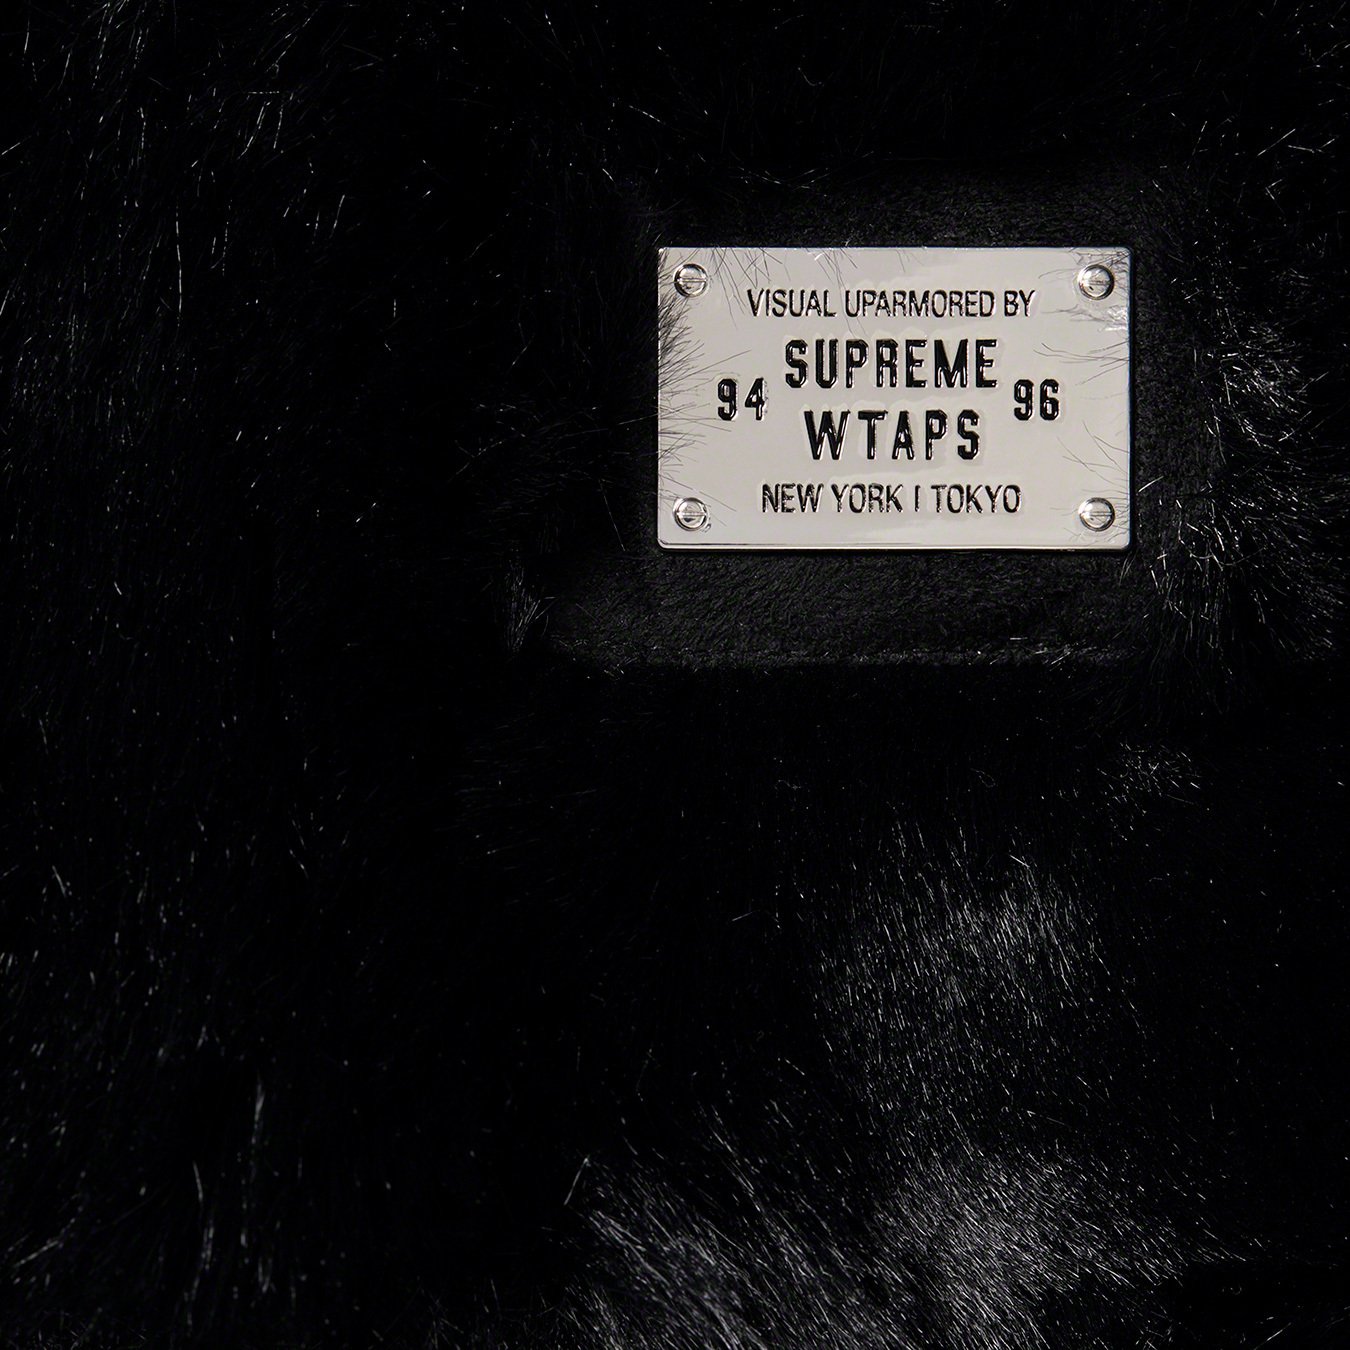 VISUAL UPARMORED BY
SUPREME
94 96
WTAPS
NEW YORK | TOKYO